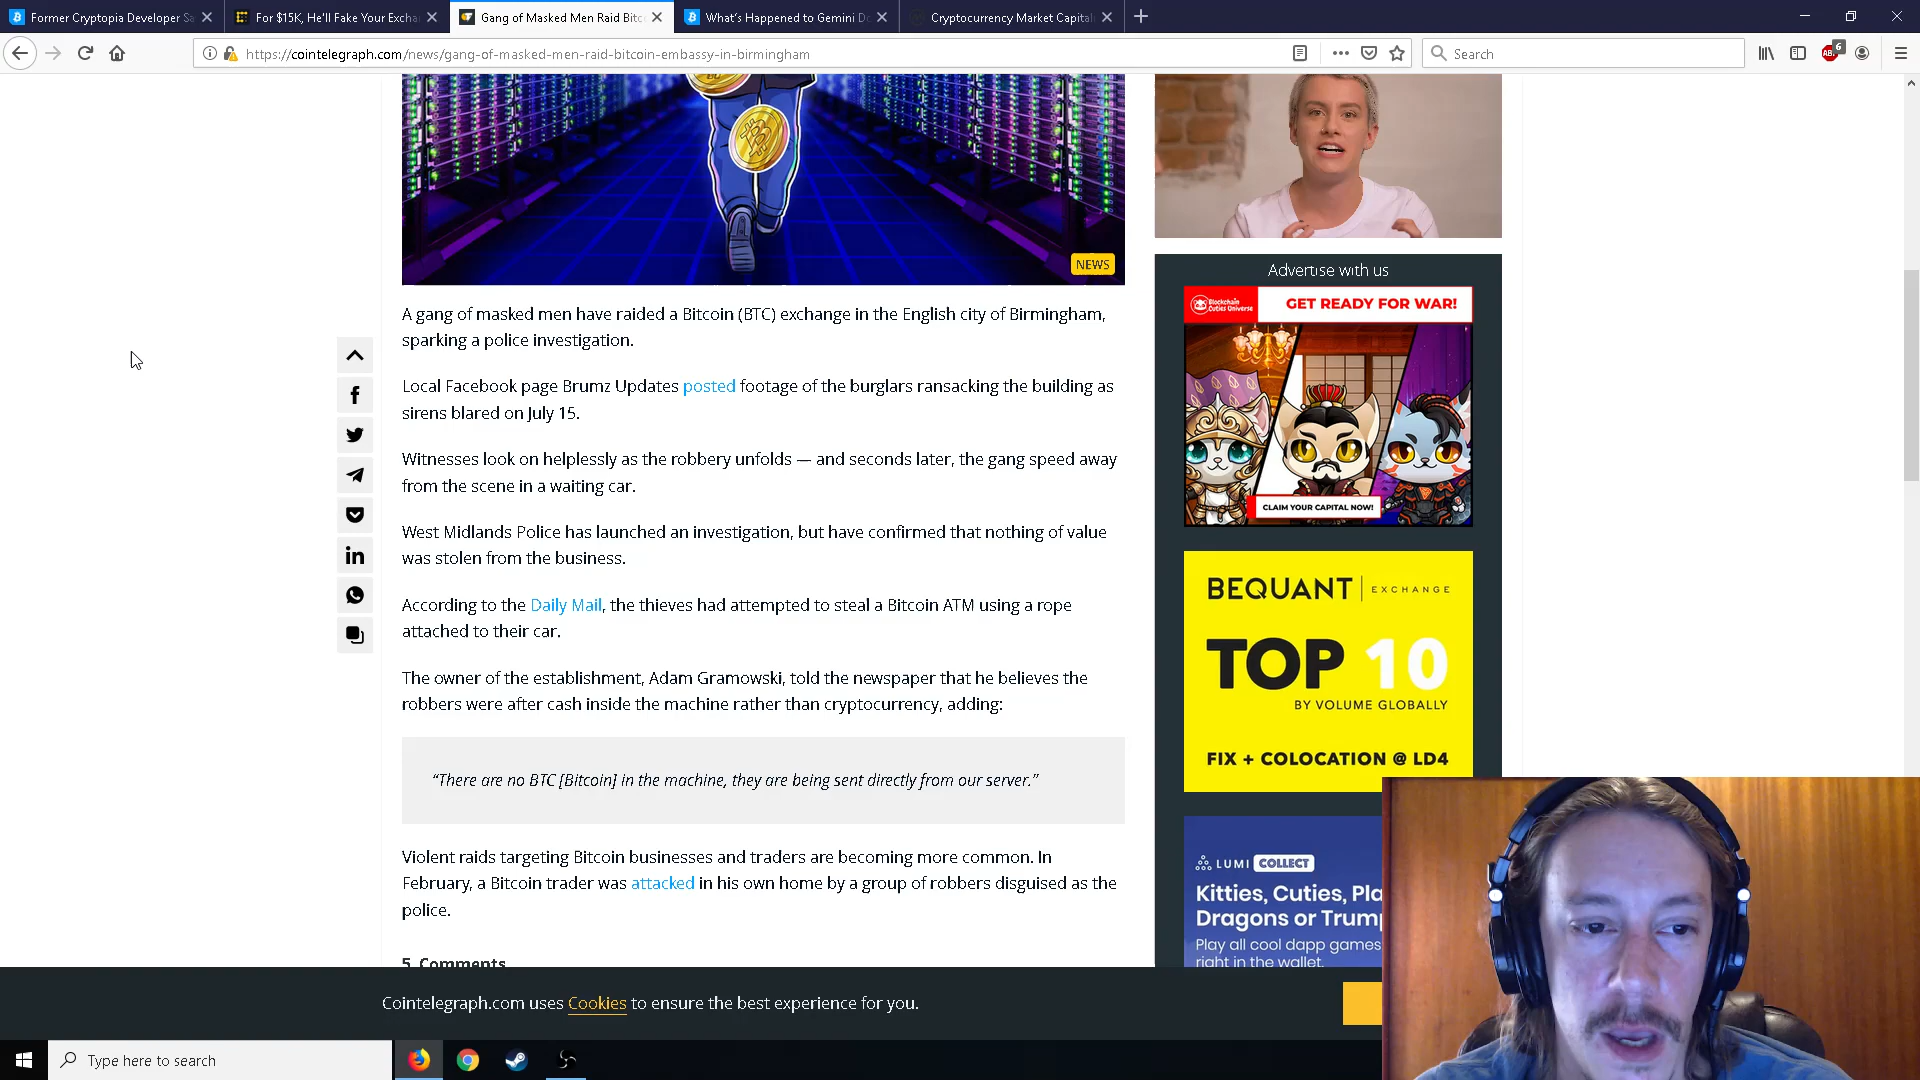 Former Cryptopia Developer Sa
For $15K, He'll Fake Your Excha
Gang of Masked Men Raid Bitc
What's Happened to Gemini Do
Cryptocurrency Market Capital
https://cointelegraph.com/news/gang-of-masked-men-raid-bitcoin-embassy-in-birmingham
Search
ABP
6
NEWS
A gang of masked men have raided a Bitcoin (BTC) exchange in the English city of Birmingham,
sparking a police investigation.
Local Facebook page Brumz Updates posted footage of the burglars ransacking the building as
sirens blared on July 15.
Witnesses look on helplessly as the robbery unfolds — and seconds later, the gang speed away
from the scene in a waiting car.
West Midlands Police has launched an investigation, but have confirmed that nothing of value
was stolen from the business.
According to the Daily Mail, the thieves had attempted to steal a Bitcoin ATM using a rope
attached to their car.
The owner of the establishment, Adam Gramowski, told the newspaper that he believes the
robbers were after cash inside the machine rather than cryptocurrency, adding:
“There are no BTC [Bitcoin] in the machine, they are being sent directly from our server.”
Violent raids targeting Bitcoin businesses and traders are becoming more common. In
February, a Bitcoin trader was attacked in his own home by a group of robbers disguised as the
police.
5 Comments
Advertise with us
Blockchain
Cuties Universe
GET READY FOR WAR!
CLAIM YOUR CAPITAL NOW!
BEQUANT | EXCHANGE
TOP 10
BY VOLUME GLOBALLY
FIX + COLOCATION @ LD4
LUMI COLLECT
Kitties, Cuties, Pla
Dragons or Trump
Play all cool dapp games
right in the wallet.
Cointelegraph.com uses Cookies to ensure the best experience for you.
Type here to search